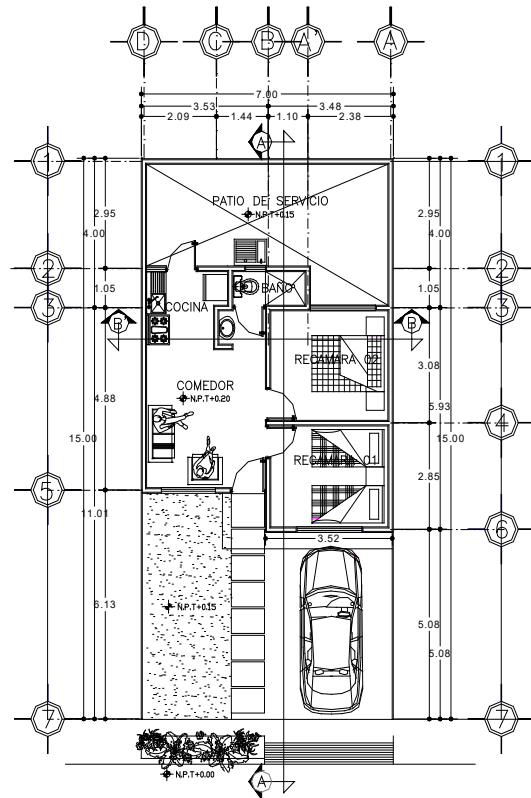 D C B A' A
7.00
3.53 3.48
2.09 1.44 1.10 2.38
A
1 1
PATIO DE SERVICIO
N.P.T+0.15
2.95 2.95
4.00 4.00
2 2
BAÑO
1.05 1.05
COCINA
3 3
B' B
RECAMARA 02
3.08
COMEDOR
N.P.T+0.20
4.88 5.93
4
15.00 15.00
RECAMARA 01
2.85
5
11.01
6
3.52
N.P.T+0.15
6.13
5.08
5.08
7 7
N.P.T+0.00
A